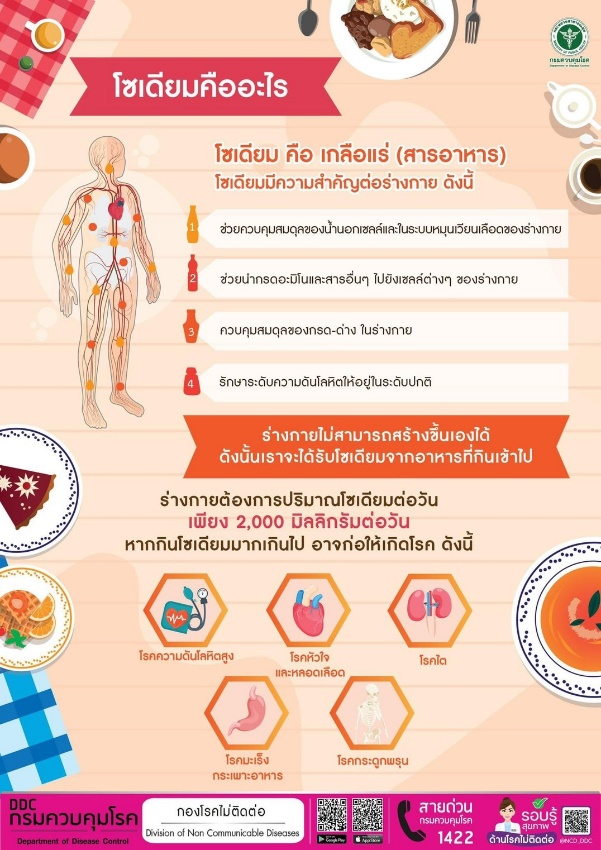 กรมควบคุมโรค
Department of Disease Control
โซเดียมคืออะไร
โซเดียม คือ เกลือแร่ (สารอาหาร)
โซเดียมมีความสำคัญต่อร่างกาย ดังนี้
1 ช่วยควบคุมสมดุลของน้ำนอกเซลล์และในระบบหมุนเวียนเลือดของร่างกาย
2 ช่วยนำกรดอะมิโนและสารอื่นๆ ไปยังเซลล์ต่างๆ ของร่างกาย
3 ควบคุมสมดุลของกรด-ด่าง ในร่างกาย
4 รักษาระดับความดันโลหิตให้อยู่ในระดับปกติ
ร่างกายไม่สามารถสร้างขึ้นเองได้
ดังนั้นเราจะได้รับโซเดียมจากอาหารที่กินเข้าไป
ร่างกายต้องการปริมาณโซเดียมต่อวัน
เพียง 2,000 มิลลิกรัมต่อวัน
หากกินโซเดียมมากเกินไป อาจก่อให้เกิดโรค ดังนี้
โรคความดันโลหิตสูง
โรคหัวใจ
และหลอดเลือด
โรคไต
โรคมะเร็ง
กระเพาะอาหาร
โรคกระดูกพรุน
DDC
กรมควบคุมโรค
Department of Disease Control
กองโรคไม่ติดต่อ
Division of Non Communicable Diseases
Google Play
App Store
สายด่วน
กรมควบคุมโรค
1422
รอบรู้
สุขภาพ
ด้านโรคไม่ติดต่อ
@NCD_DDC